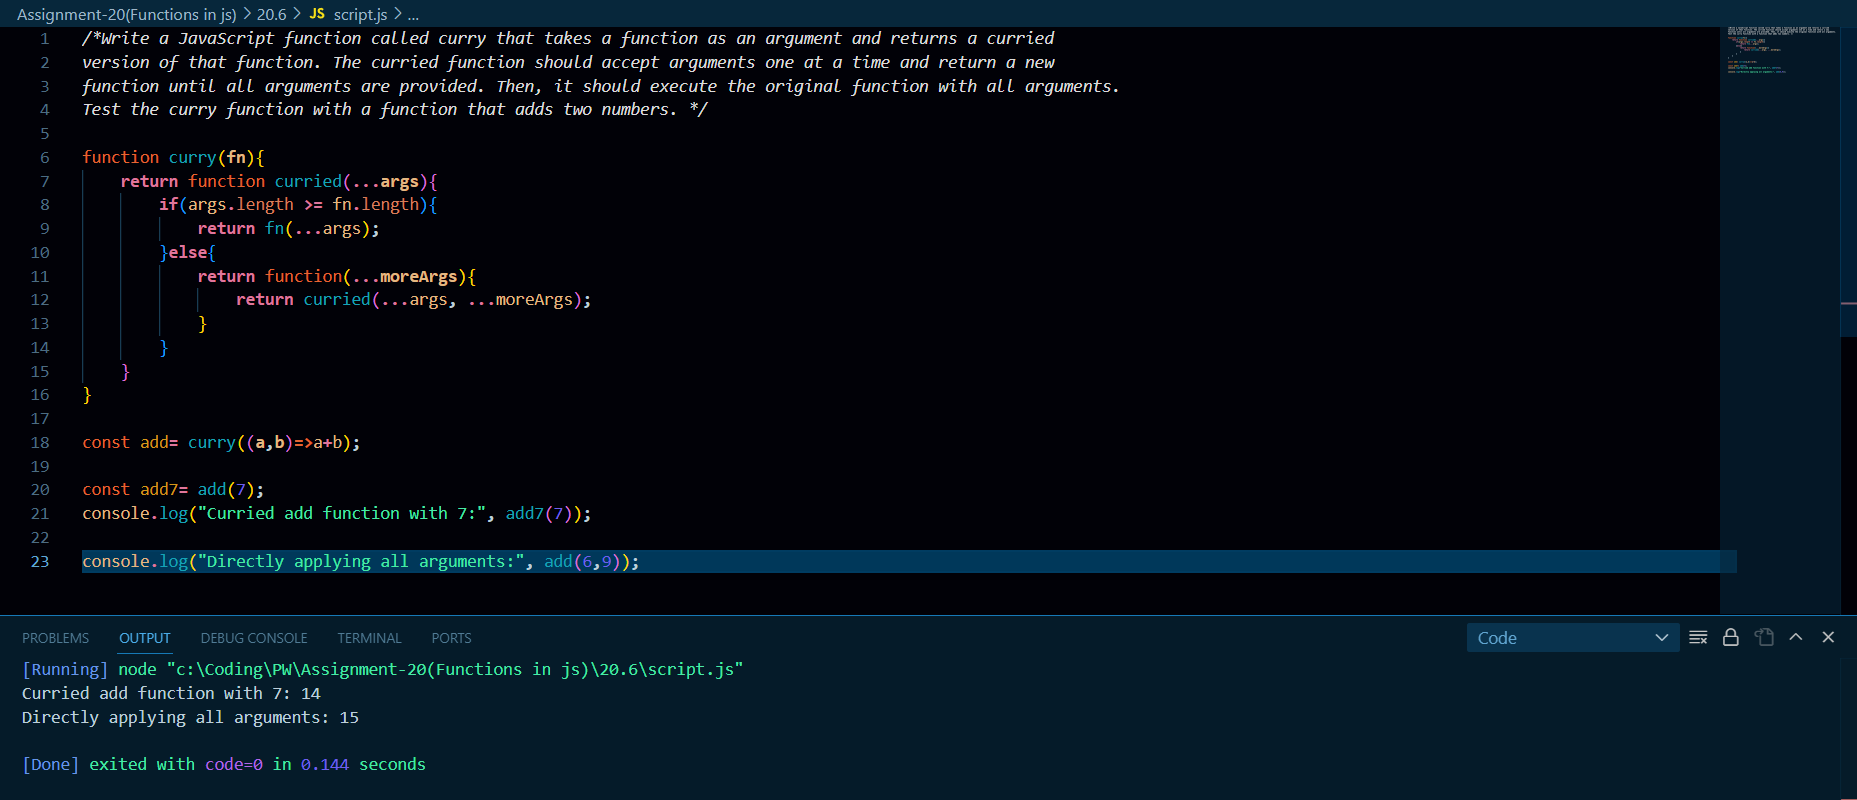 Assignment-20(Functions in js) > 20.6 > JS script.js > ...
1 /*Write a JavaScript function called curry that takes a function as an argument and returns a curried
2 version of that function. The curried function should accept arguments one at a time and return a new
3 function until all arguments are provided. Then, it should execute the original function with all arguments.
4 Test the curry function with a function that adds two numbers. */
5
6 function curry(fn){
7     return function curried(...args){
8         if(args.length >= fn.length){
9             return fn(...args);
10         }else{
11             return function(...moreArgs){
12                 return curried(...args, ...moreArgs);
13             }
14         }
15     }
16 }
17
18 const add= curry((a,b)=>a+b);
19
20 const add7= add(7);
21 console.log("Curried add function with 7:", add7(7));
22
23 console.log("Directly applying all arguments:", add(6,9));
PROBLEMS OUTPUT DEBUG CONSOLE TERMINAL PORTS Code
[Running] node "c:\Coding\PW\Assignment-20(Functions in js)\20.6\script.js"
Curried add function with 7: 14
Directly applying all arguments: 15
[Done] exited with code=0 in 0.144 seconds